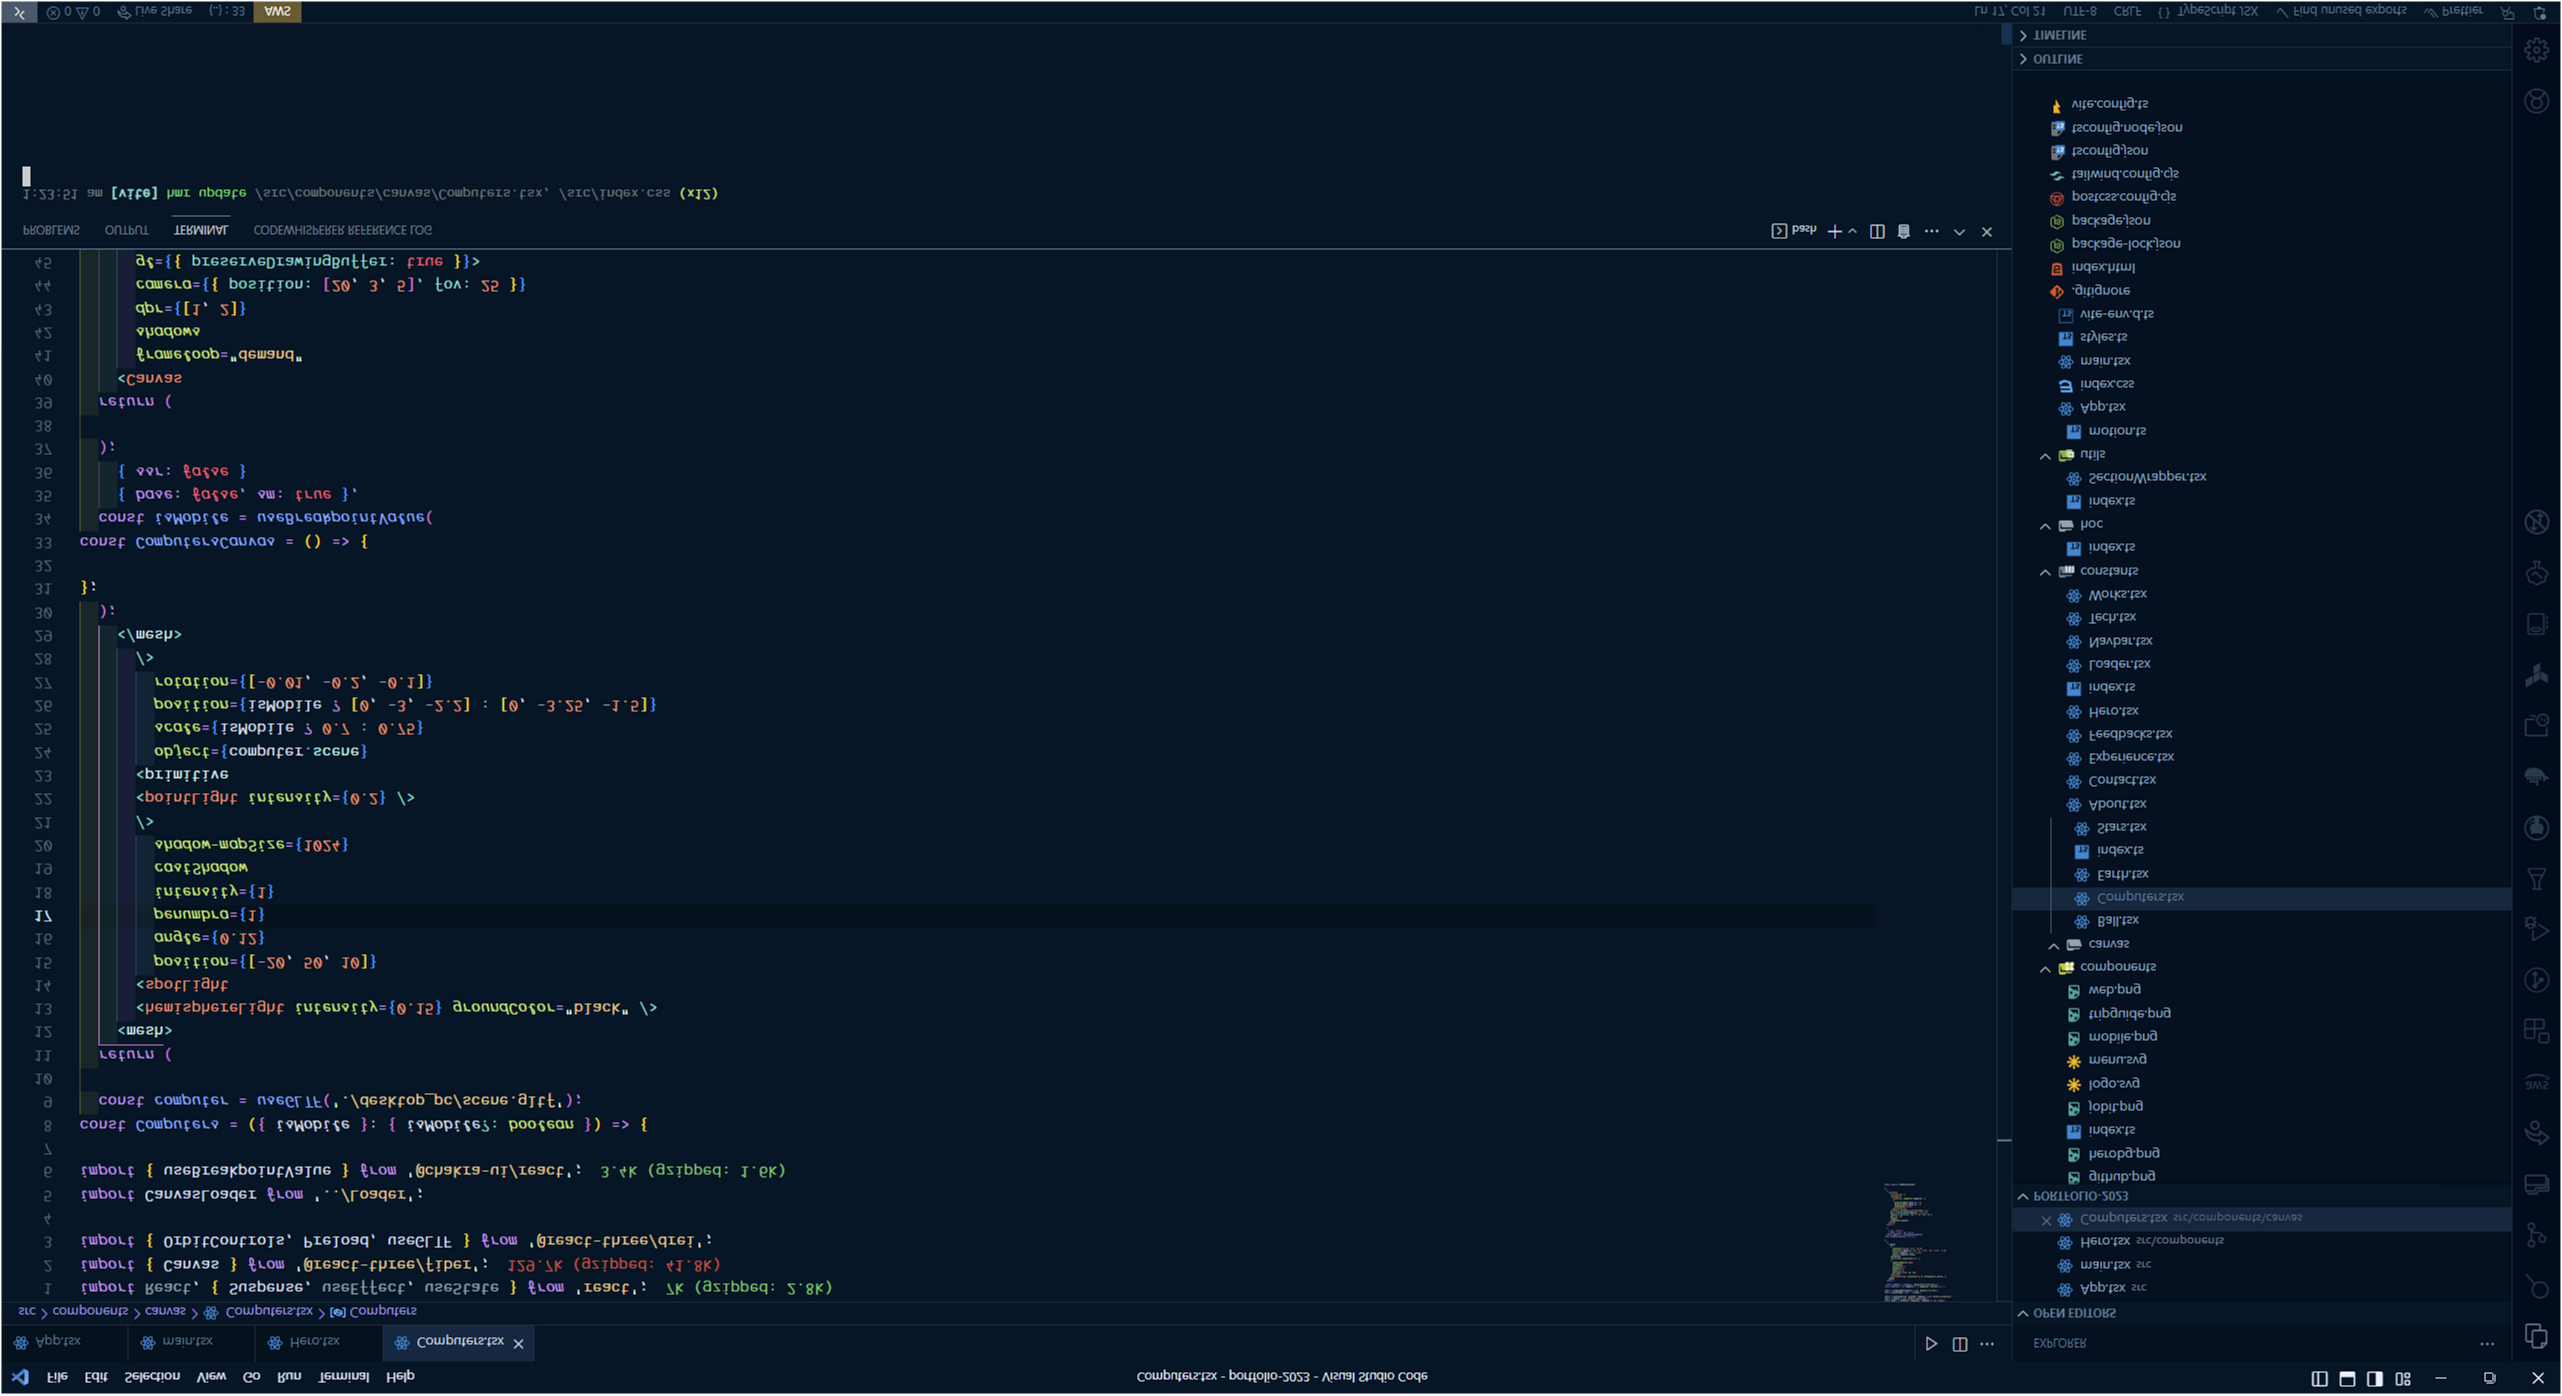 File Edit Selection View Go Run Terminal Help
Computers.tsx - portfolio-2023 - Visual Studio Code
App.tsx
main.tsx
Hero.tsx
Computers.tsx
src > components > canvas > Computers.tsx > Computers
1 import React, { Suspense, useEffect, useState } from 'react'; 7k (gzipped: 2.8k)
2 import { Canvas } from '@react-three/fiber'; 129.7k (gzipped: 41.8k)
3 import { OrbitControls, Preload, useGLTF } from '@react-three/drei';
4
5 import CanvasLoader from '../Loader';
6 import { useBreakpointValue } from '@chakra-ui/react'; 3.4k (gzipped: 1.6k)
7
8 const Computers = ({ isMobile }: { isMobile?: boolean }) => {
9 const computer = useGLTF('./desktop_pc/scene.gltf');
10
11 return (
12 <mesh>
13 <hemisphereLight intensity={0.15} groundColor="black" />
14 <spotLight
15 position={[-20, 50, 10]}
16 angle={0.12}
17 penumbra={1}
18 intensity={1}
19 castShadow
20 shadow-mapSize={1024}
21 />
22 <pointLight intensity={0.2} />
23 <primitive
24 object={computer.scene}
25 scale={isMobile ? 0.7 : 0.75}
26 position={isMobile ? [0, -3, -2.2] : [0, -3.25, -1.5]}
27 rotation={[-0.01, -0.2, -0.1]}
28 />
29 </mesh>
30 );
31 };
32
33 const ComputersCanvas = () => {
34 const isMobile = useBreakpointValue(
35 { base: false, sm: true },
36 { ssr: false }
37 );
38
39 return (
40 <Canvas
41 frameloop="demand"
42 shadows
43 dpr={[1, 2]}
44 camera={{ position: [20, 3, 5], fov: 25 }}
45 gl={{ preserveDrawingBuffer: true }}>
PROBLEMS OUTPUT TERMINAL CODEWHISPERER REFERENCE LOG
bash
1:23:51 am [vite] hmr update /src/components/canvas/Computers.tsx, /src/index.css (x12)
EXPLORER
OPEN EDITORS
App.tsx src
main.tsx src
Hero.tsx src/components
Computers.tsx src/components/canvas
PORTFOLIO-2023
github.png
herobg.png
index.ts
jobit.png
logo.svg
menu.svg
mobile.png
tripguide.png
web.png
components
canvas
Ball.tsx
Computers.tsx
Earth.tsx
index.ts
Stars.tsx
About.tsx
Contact.tsx
Experience.tsx
Feedbacks.tsx
Hero.tsx
index.ts
Loader.tsx
Navbar.tsx
Tech.tsx
Works.tsx
constants
index.ts
hoc
index.ts
SectionWrapper.tsx
utils
motion.ts
App.tsx
index.css
main.tsx
styles.ts
vite-env.d.ts
.gitignore
index.html
package-lock.json
package.json
postcss.config.cjs
tailwind.config.cjs
tsconfig.json
tsconfig.node.json
vite.config.ts
OUTLINE
TIMELINE
aws
0 0 Live Share {..} : 33 AWS
Ln 17, Col 21 UTF-8 CRLF { } TypeScript JSX Find unused exports Prettier